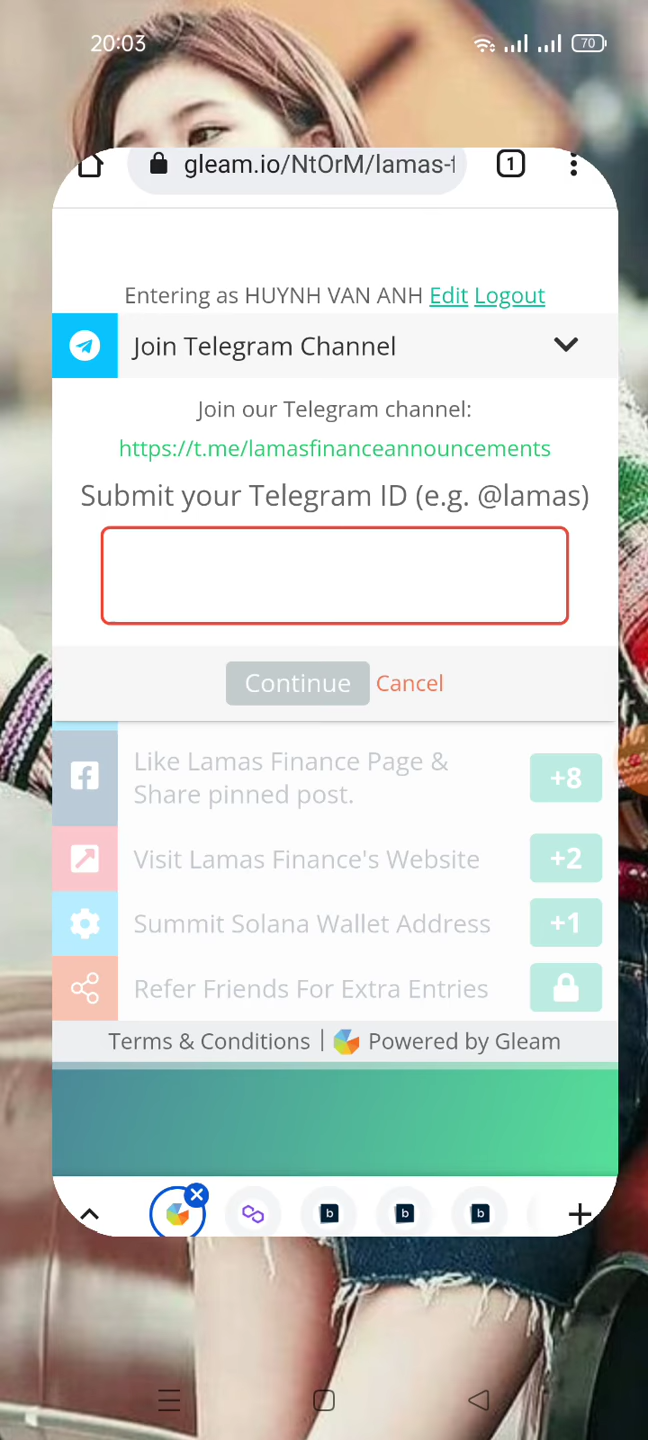 20:03
70
gleam.io/NtOrM/lamas-f
1
Entering as HUYNH VAN ANH Edit Logout
Join Telegram Channel
Join our Telegram channel:
https://t.me/lamasfinanceannouncements
Submit your Telegram ID (e.g. @lamas)
Continue Cancel
Like Lamas Finance Page &
Share pinned post.
+8
Visit Lamas Finance's Website
+2
Summit Solana Wallet Address
+1
Refer Friends For Extra Entries
Terms & Conditions | Powered by Gleam
b
b
b